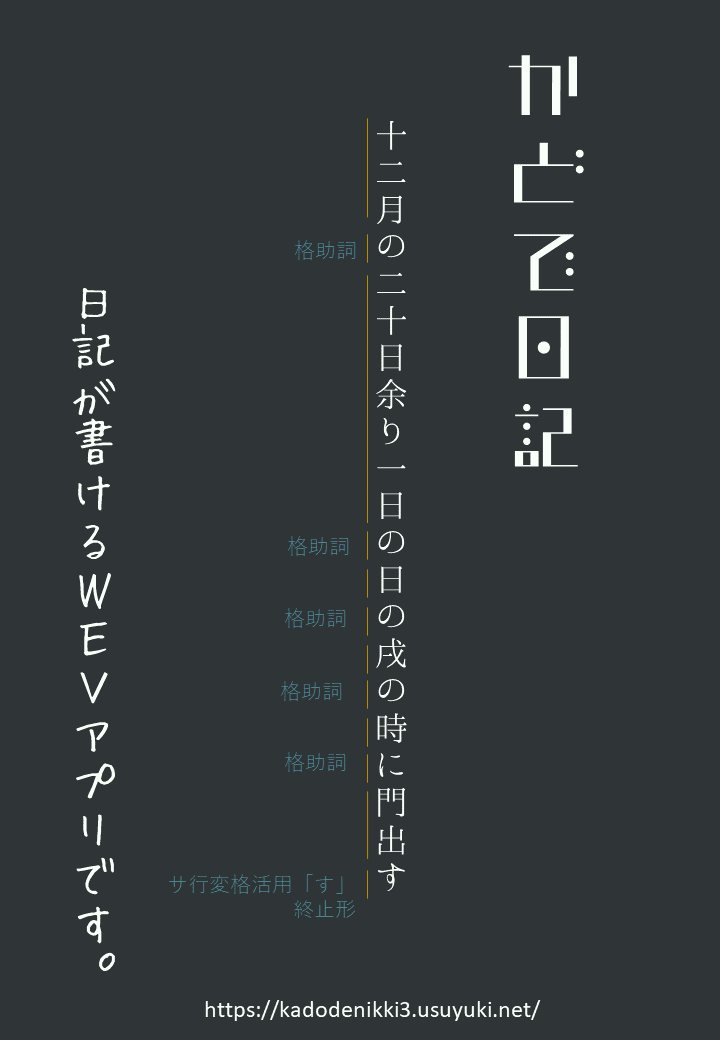 かどで日記
十二月の二十日余り一日の日の戌の時に門出す
格助詞
格助詞
格助詞
格助詞
格助詞
サ行変格活用「す」
終止形
日記が書けるWEVアプリです。
https://kadodenikki3.usuyuki.net/